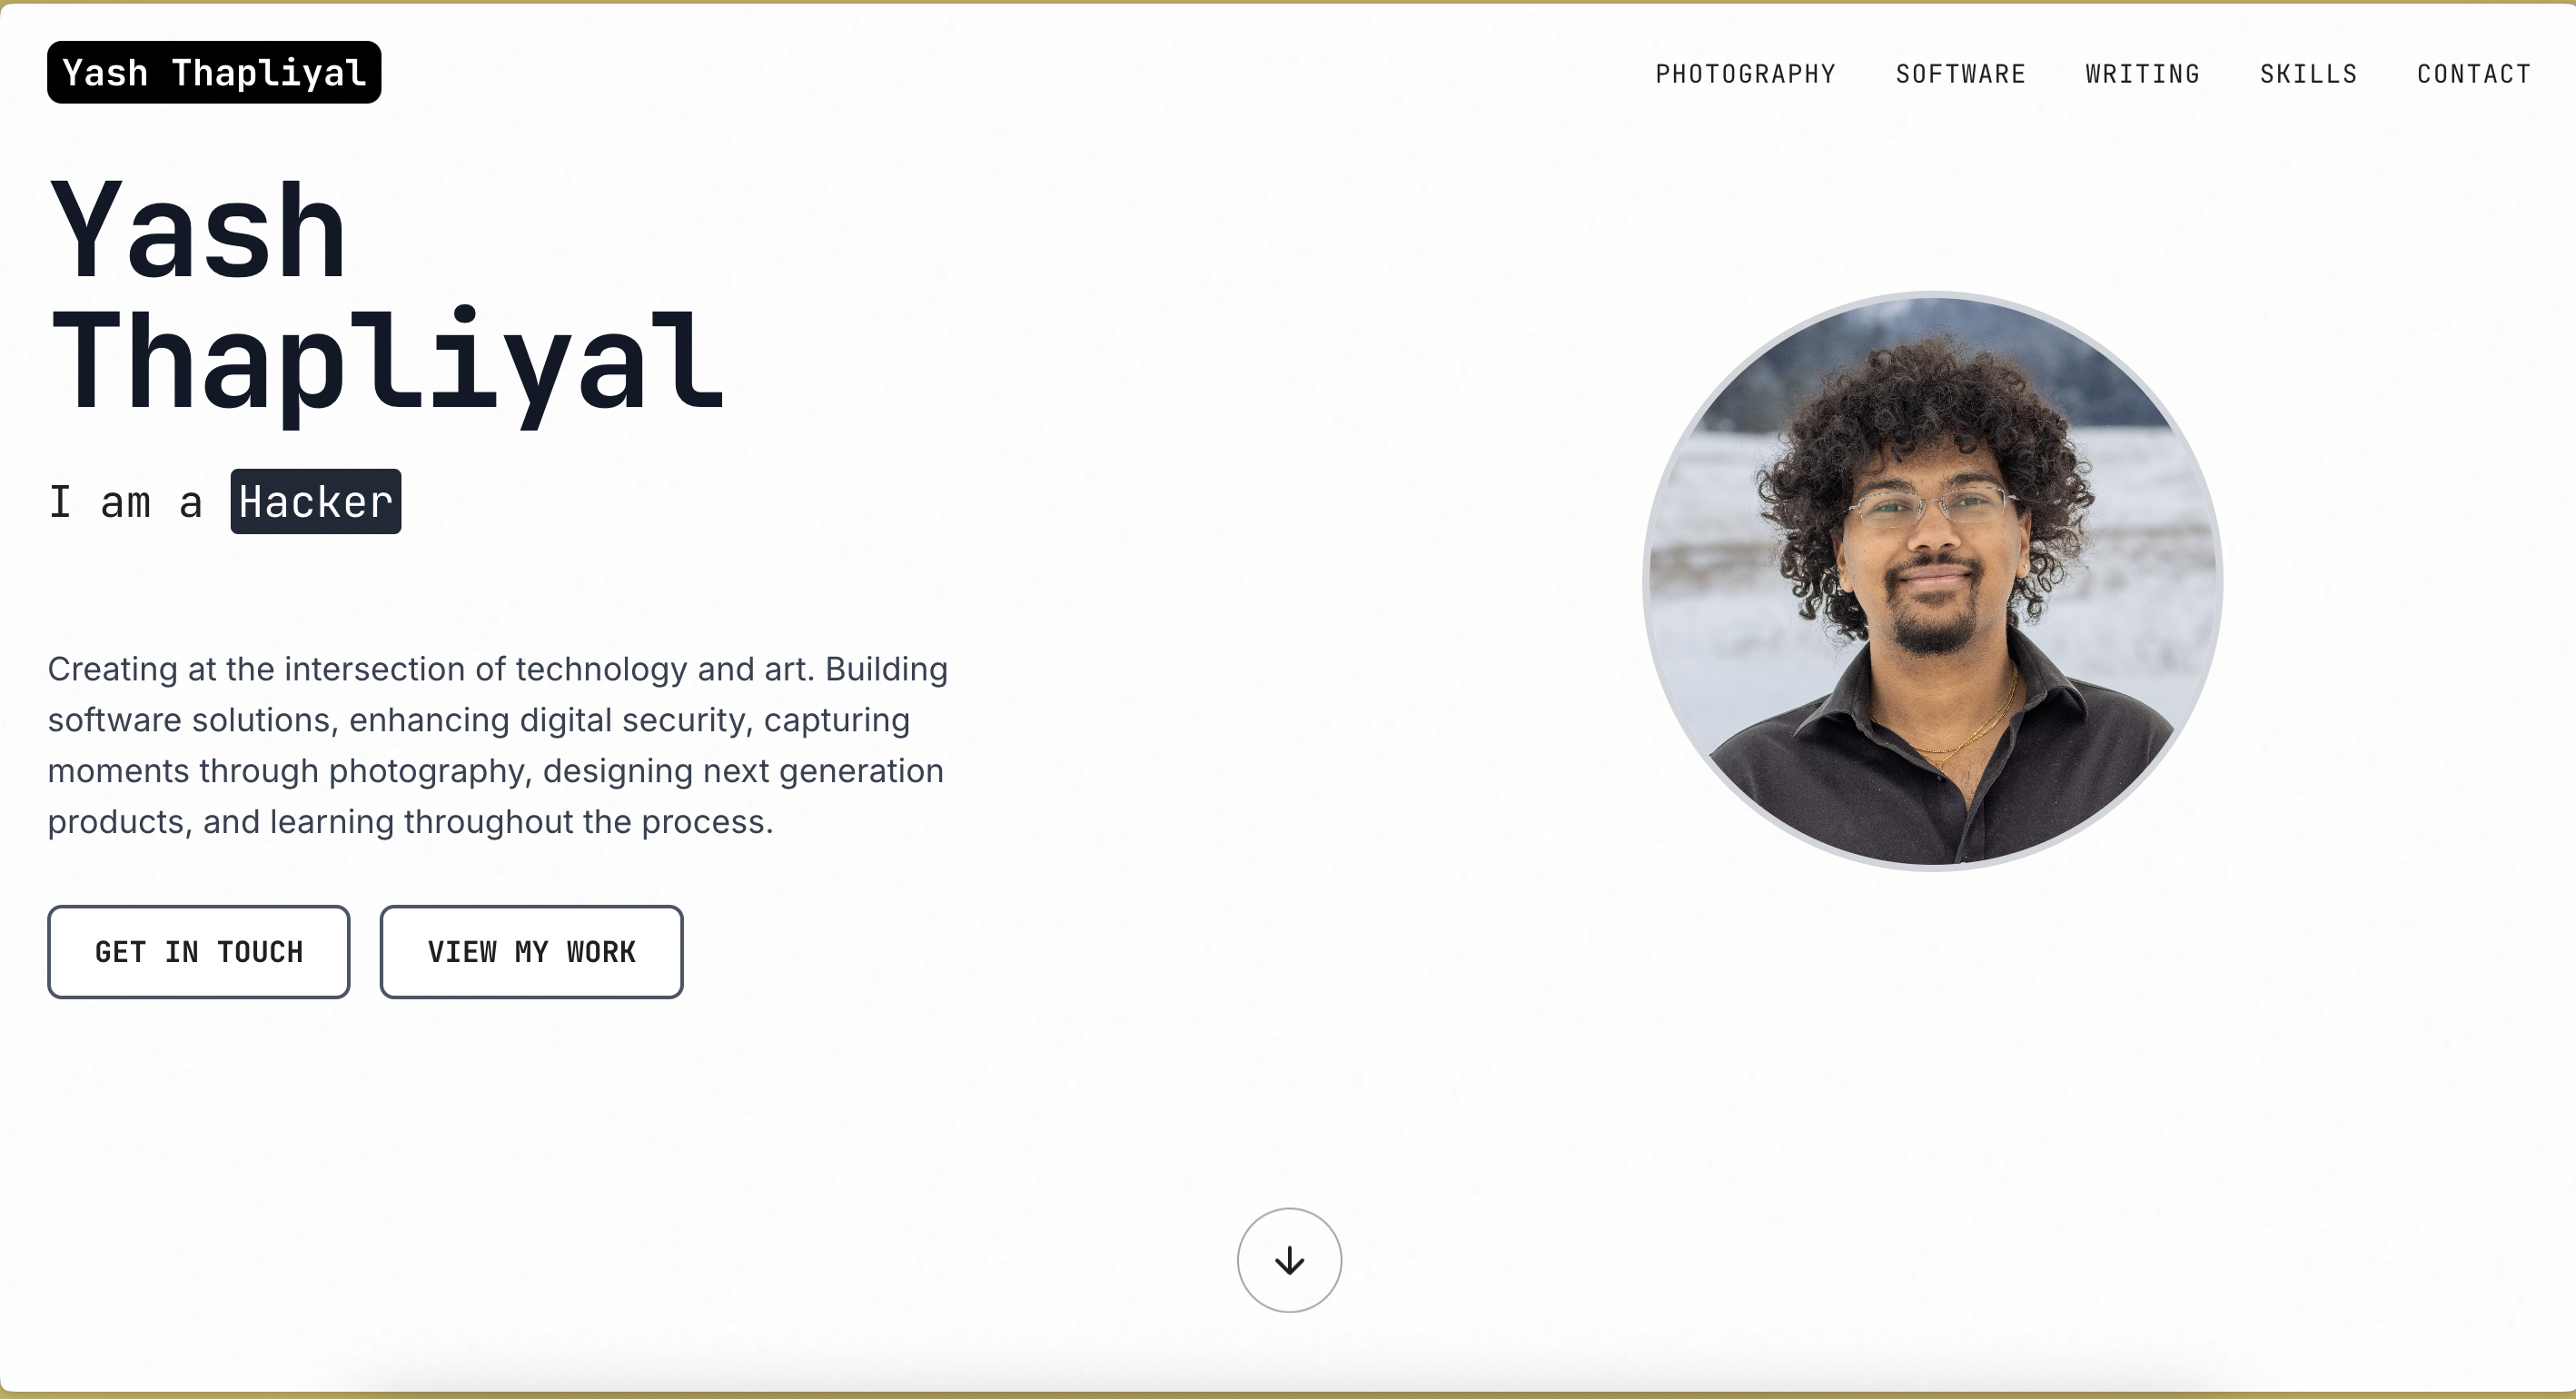 Yash Thapliyal
PHOTOGRAPHY SOFTWARE WRITING SKILLS CONTACT
Yash
Thapliyal
I am a Hacker
Creating at the intersection of technology and art. Building
software solutions, enhancing digital security, capturing
moments through photography, designing next generation
products, and learning throughout the process.
GET IN TOUCH
VIEW MY WORK